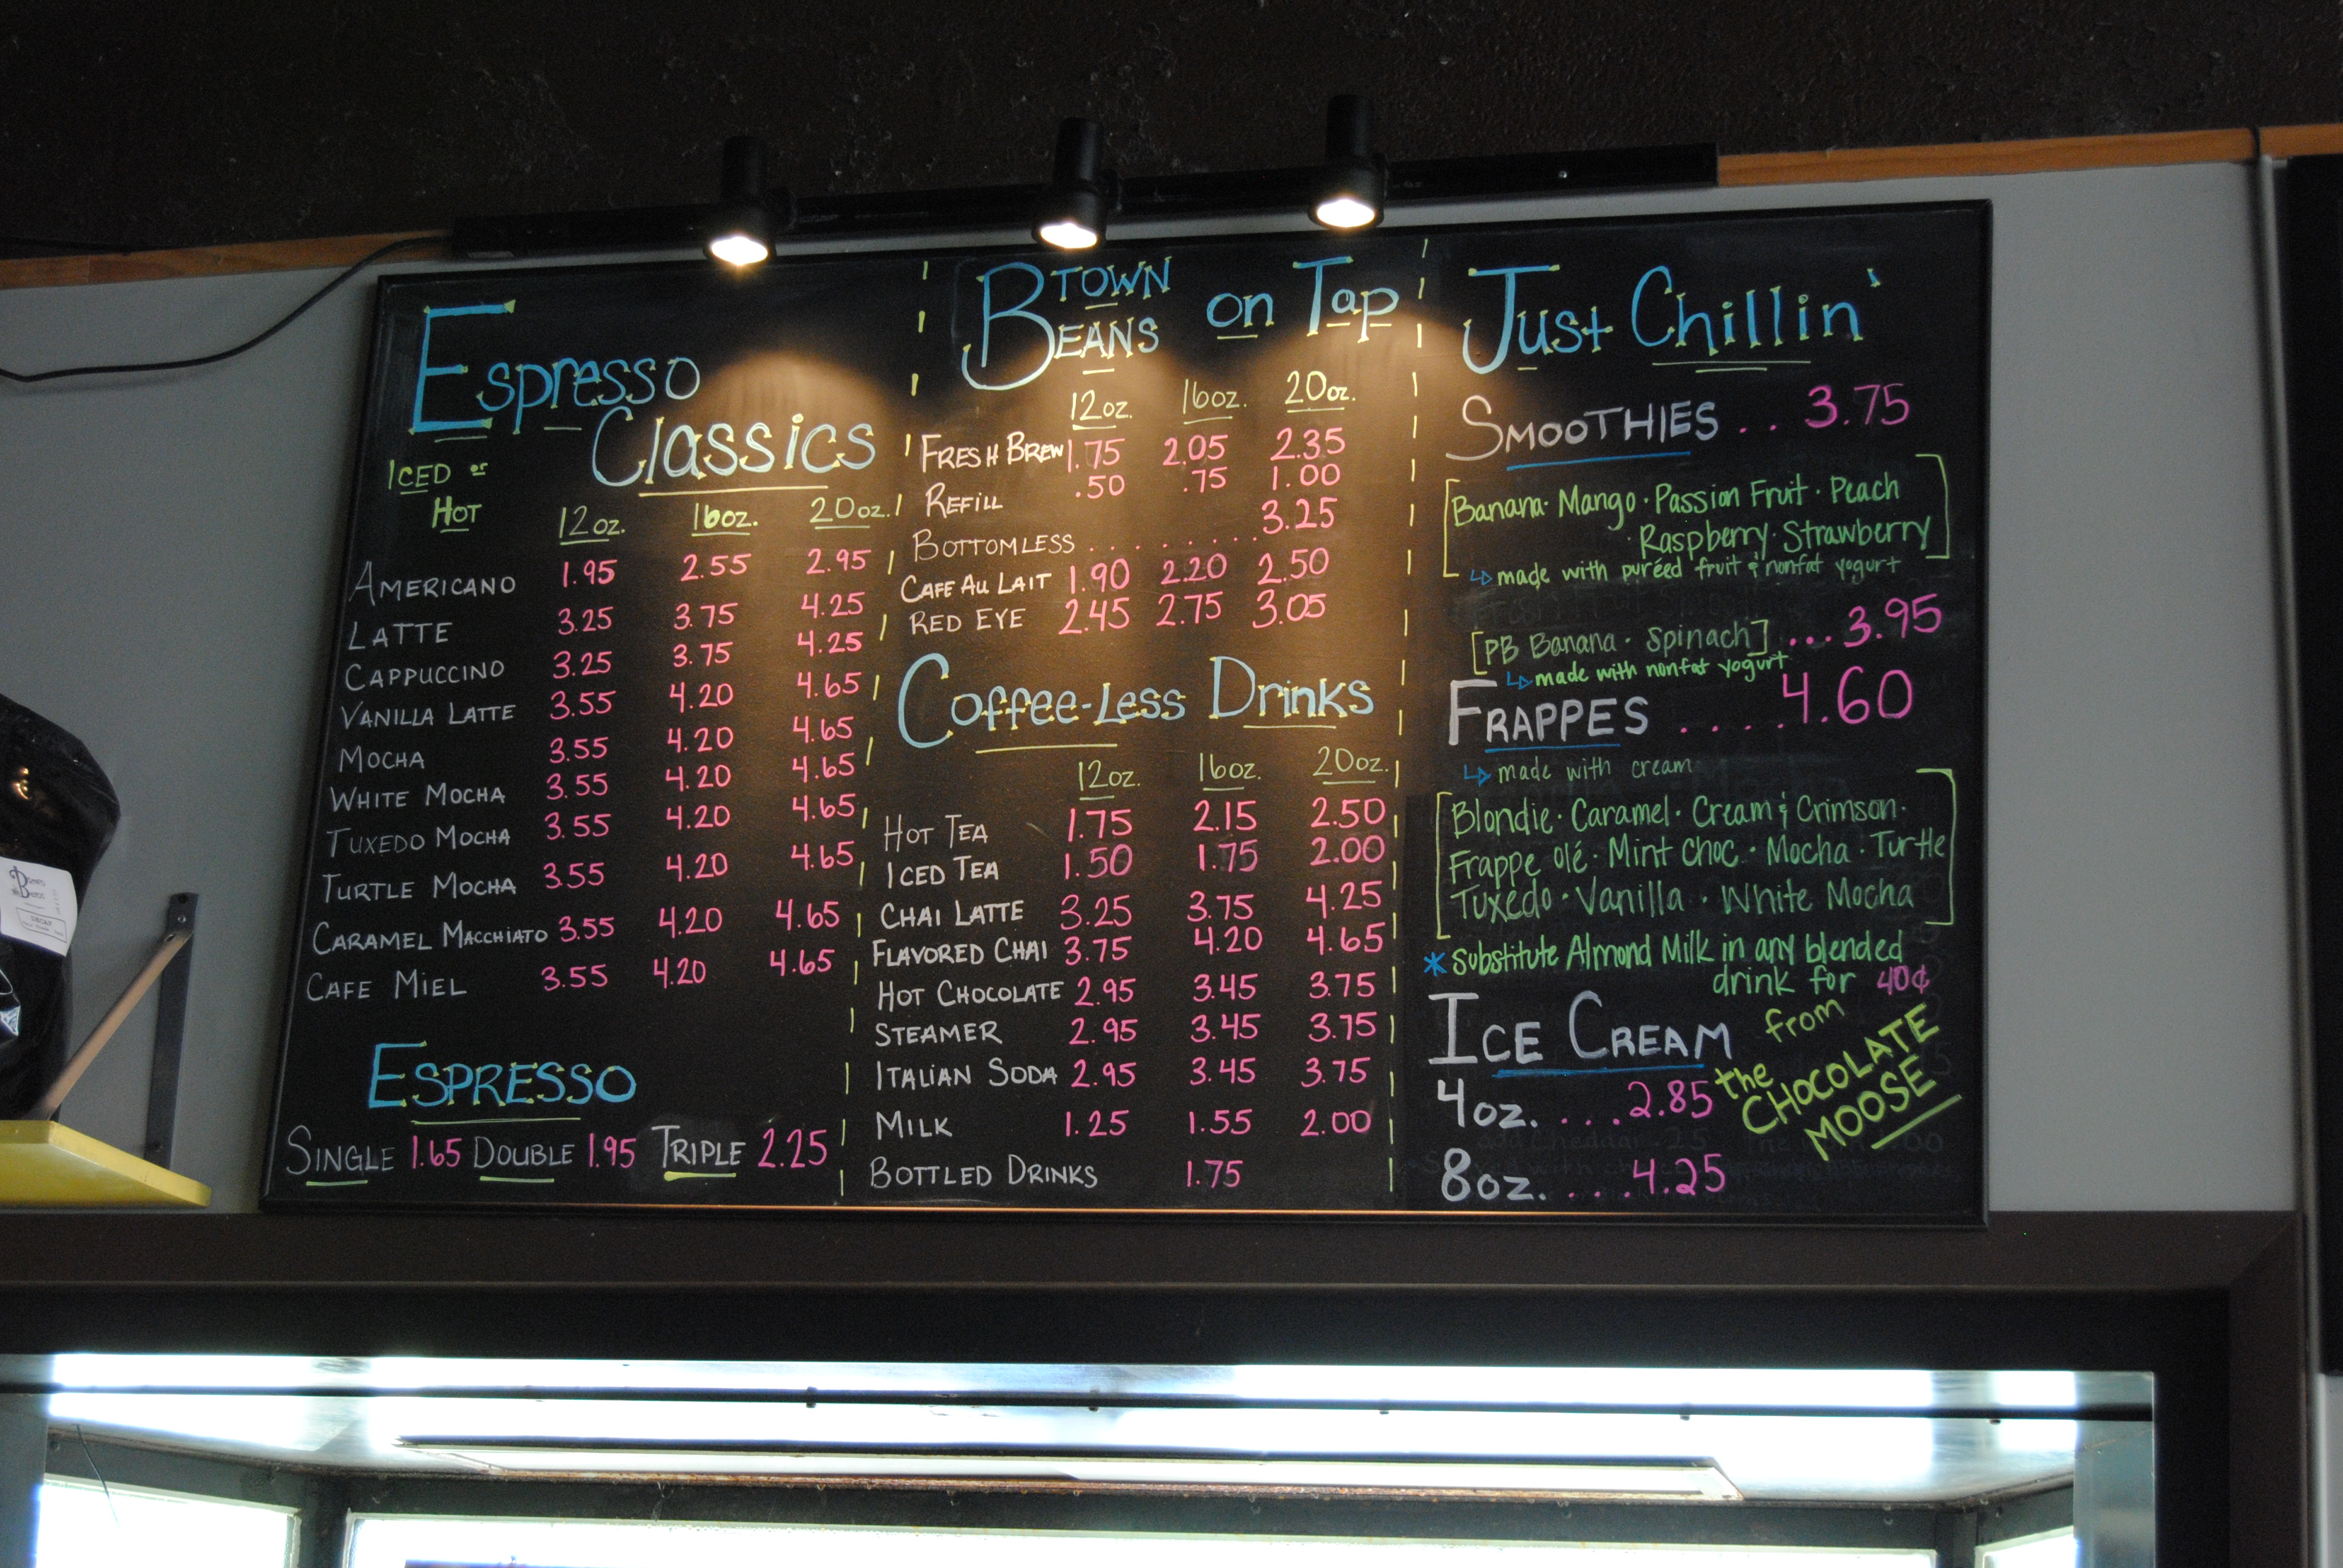 Espresso
Classics
Iced or
Hot
12oz. 16oz. 20oz.
Americano 1.95 2.55 2.95
Latte 3.25 3.75 4.25
Cappuccino 3.25 3.75 4.25
Vanilla Latte 3.55 4.20 4.65
Mocha 3.55 4.20 4.65
White Mocha 3.55 4.20 4.65
Tuxedo Mocha 3.55 4.20 4.65
Turtle Mocha 3.55 4.20 4.65
Caramel Macchiato 3.55 4.20 4.65
Cafe Miel 3.55 4.20 4.65
Espresso
Single 1.65 Double 1.95 Triple 2.25
Btown
Beans on Tap
12oz. 16oz. 20oz.
Fresh Brew 1.75 2.05 2.35
Refill .50 .75 1.00
Bottomless ......... 3.25
Cafe Au Lait 1.90 2.20 2.50
Red Eye 2.45 2.75 3.05
Coffee-Less Drinks
12oz. 16oz. 20oz.
Hot Tea 1.75 2.15 2.50
Iced Tea 1.50 1.75 2.00
Chai Latte 3.25 3.75 4.25
Flavored Chai 3.75 4.20 4.65
Hot Chocolate 2.95 3.45 3.75
Steamer 2.95 3.45 3.75
Italian Soda 2.95 3.45 3.75
Milk 1.25 1.55 2.00
Bottled Drinks 1.75
Just Chillin'
Smoothies .. 3.75
[Banana · Mango · Passion Fruit · Peach
· Raspberry · Strawberry]
↳ made with puréed fruit & nonfat yogurt
[PB Banana · Spinach] ... 3.95
↳ made with nonfat yogurt
Frappes .... 4.60
↳ made with cream
[Blondie · Caramel · Cream & Crimson ·
Frappe olé · Mint Choc · Mocha · Turtle
Tuxedo · Vanilla · White Mocha]
* Substitute Almond Milk in any blended
drink for 40¢
Ice Cream from
the
Chocolate
Moose
4oz. ... 2.85
8oz. ... 4.25